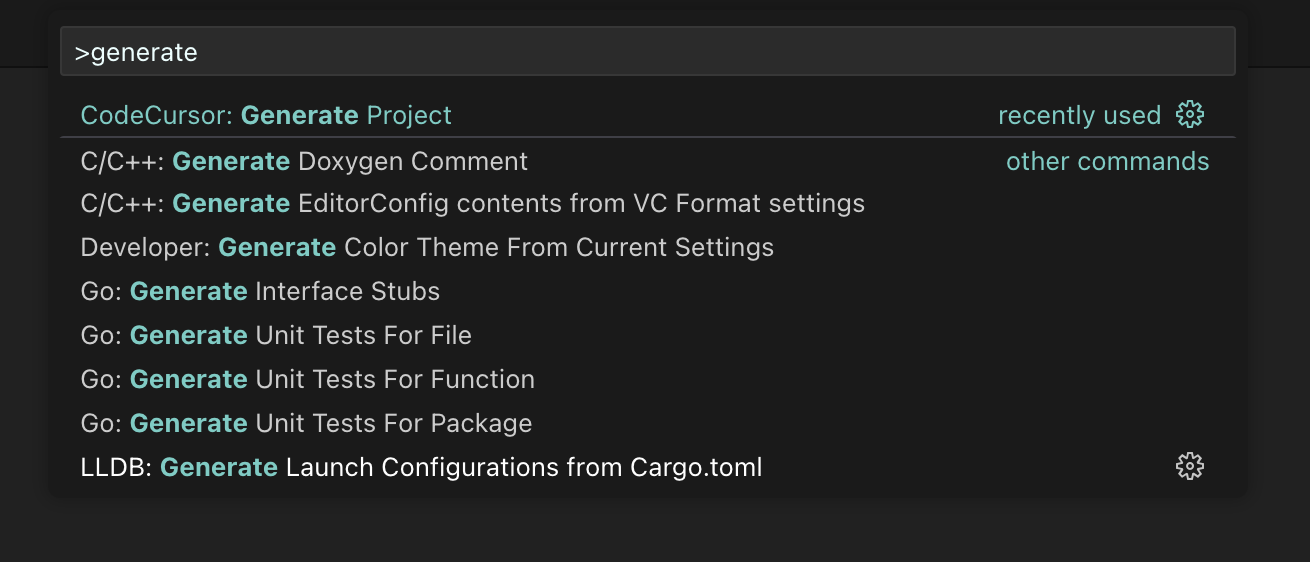 >generate
CodeCursor: Generate Project recently used
C/C++: Generate Doxygen Comment other commands
C/C++: Generate EditorConfig contents from VC Format settings
Developer: Generate Color Theme From Current Settings
Go: Generate Interface Stubs
Go: Generate Unit Tests For File
Go: Generate Unit Tests For Function
Go: Generate Unit Tests For Package
LLDB: Generate Launch Configurations from Cargo.toml